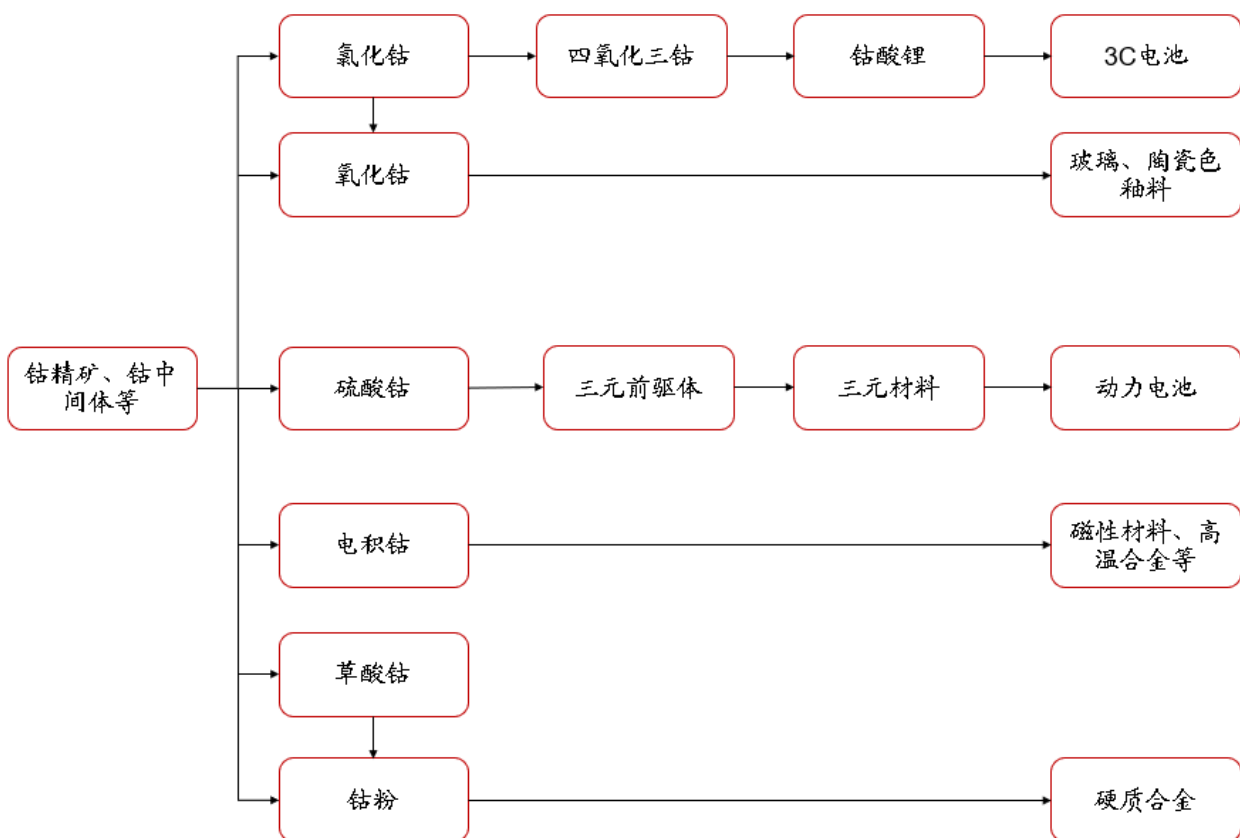 氯化钴
四氧化三钴
钴酸锂
3C电池
氧化钴
玻璃、陶瓷色
釉料
钴精矿、钴中
间体等
硫酸钴
三元前驱体
三元材料
动力电池
电积钴
磁性材料、高
温合金等
草酸钴
钴粉
硬质合金